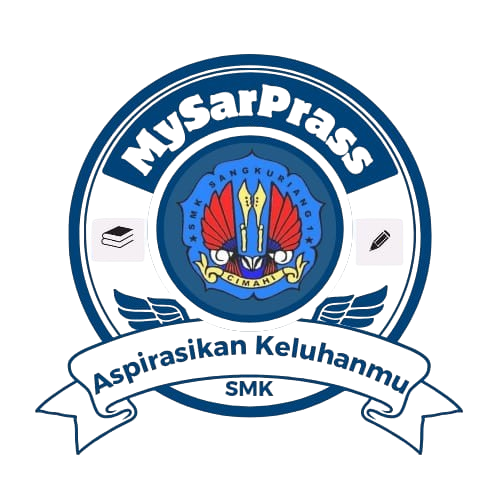 MySarPrass
SMK SANGKURIANG 1
CIMAHI
Aspirasikan Keluhanmu
SMK